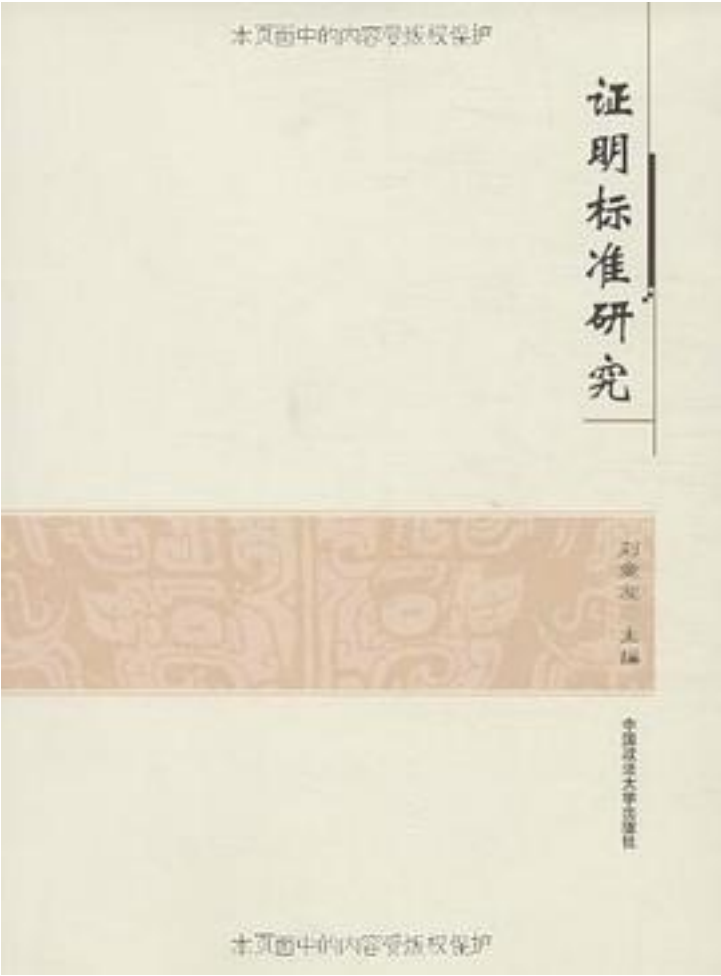 本页面中的内容受版权保护
证明标准研究
刘金友 主编
中国政法大学出版社
本页面中的内容受版权保护